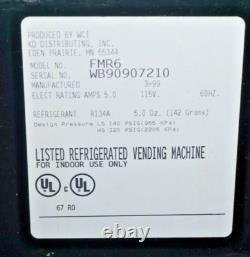 PRODUCED BY WCI
KD DISTRIBUTING, INC.
EDEN PRAIRIE, MN 55344
MODEL NO. FMR6
SERIAL NO. WB90907210
MANUFACTURED 3-99
ELECT RATING AMPS 5.0 115V. 60HZ.
REFRIGERANT R134A 5.0 Oz. (142 Grams)
Design Pressure LS 140 PSIG(965 KPa)
HS 320 PSIG(2206 KPa)
LISTED REFRIGERATED VENDING MACHINE
FOR INDOOR USE ONLY
UL c UL
67 RO